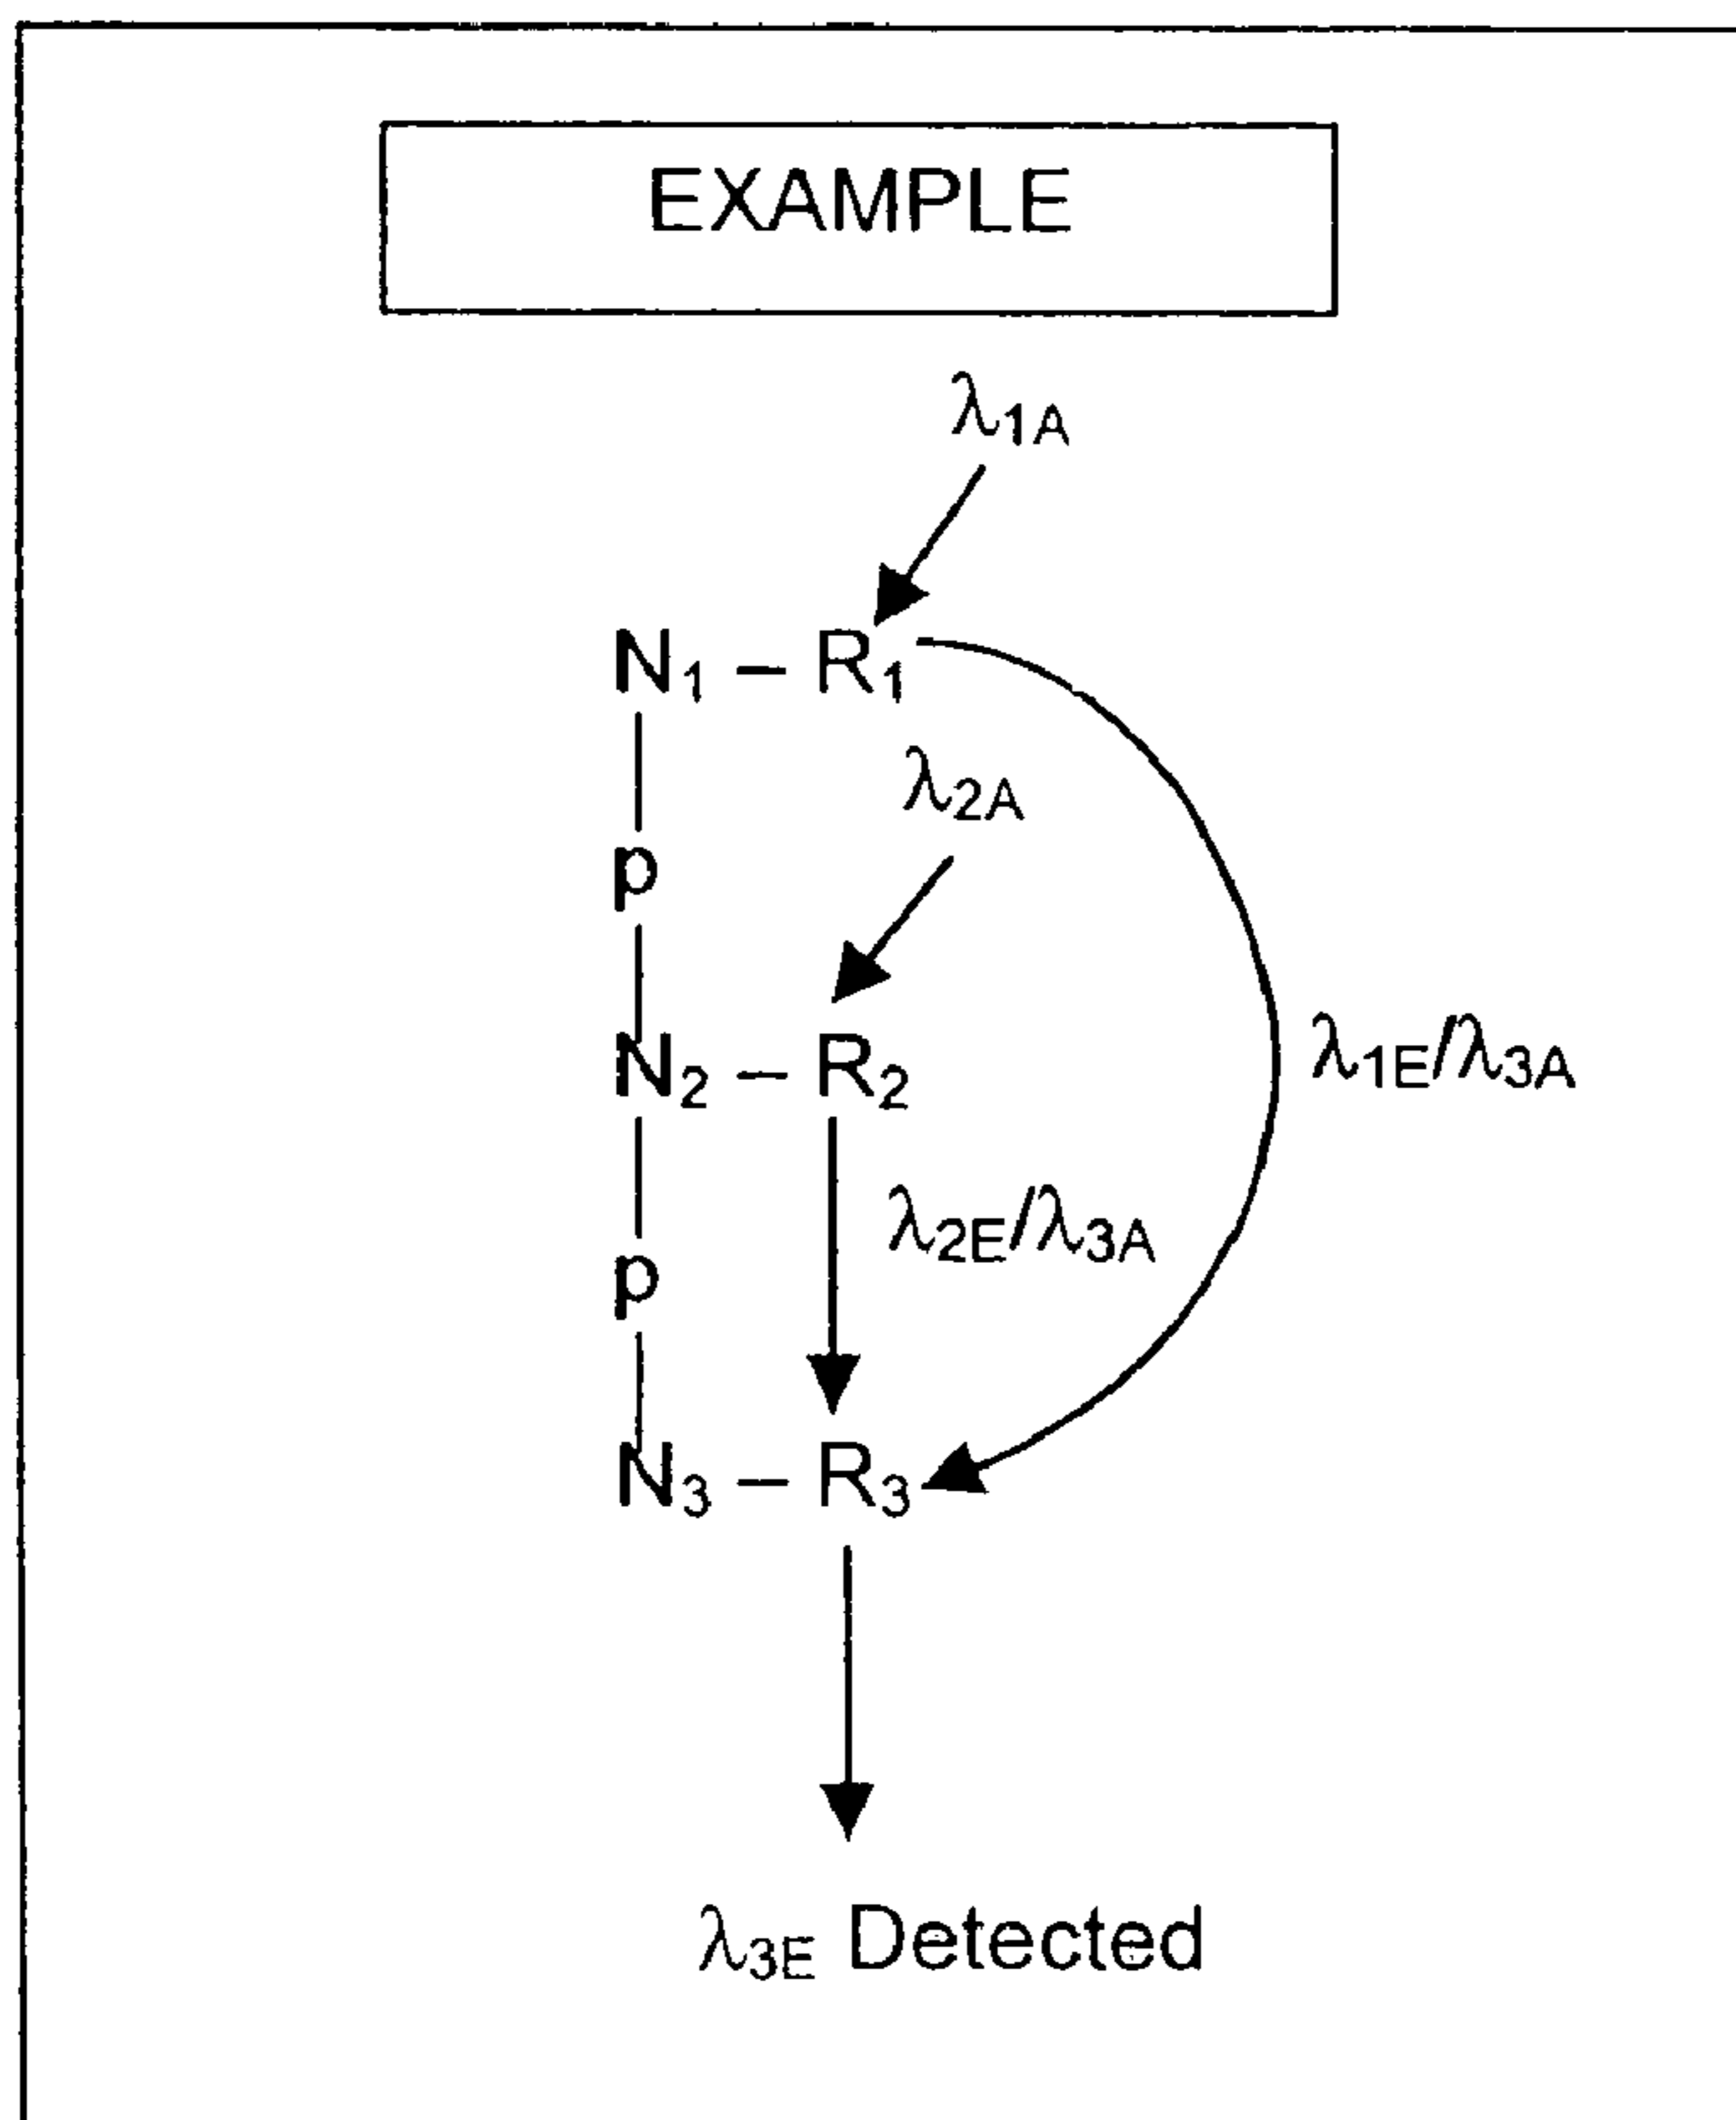 EXAMPLE
λ1A
N1 – R1
λ2A
p
N2 – R2
λ1E/λ3A
λ2E/λ3A
p
N3 – R3
λ3E Detected